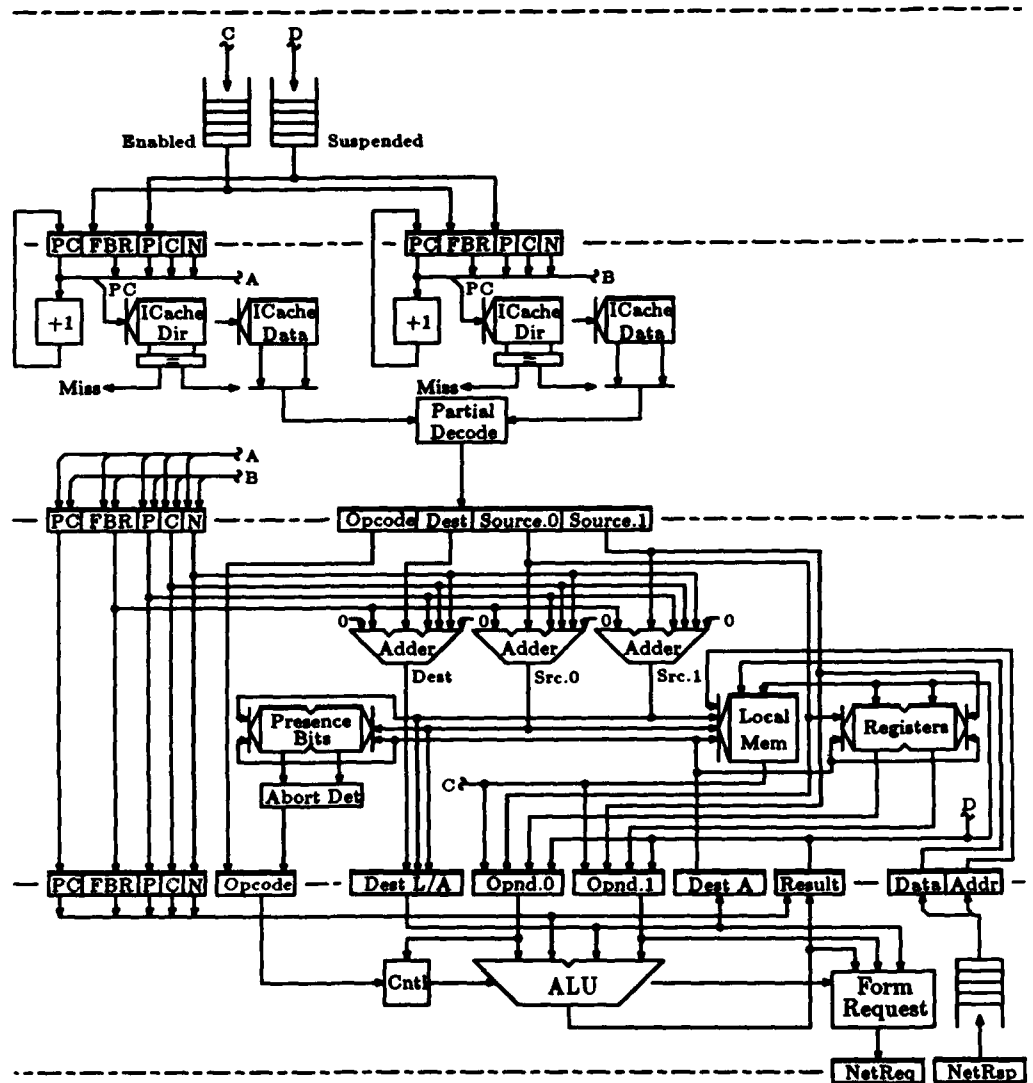 C D
Enabled Suspended
PC FBR P C N PC FBR P C N
A B
PC PC
+1 ICache Dir ICache Data +1 ICache Dir ICache Data
= =
Miss Miss
Partial Decode
A
B
PC FBR P C N Opcode Dest Source.0 Source.1
0 0 0 0
Adder Adder Adder
Dest Src.0 Src.1
Presence Bits Local Mem Registers
Abort Det C
D
PC FBR P C N Opcode Dest L/A Opnd.0 Opnd.1 Dest A Result Data Addr
Cntl ALU Form Request
NetReq NetRsp